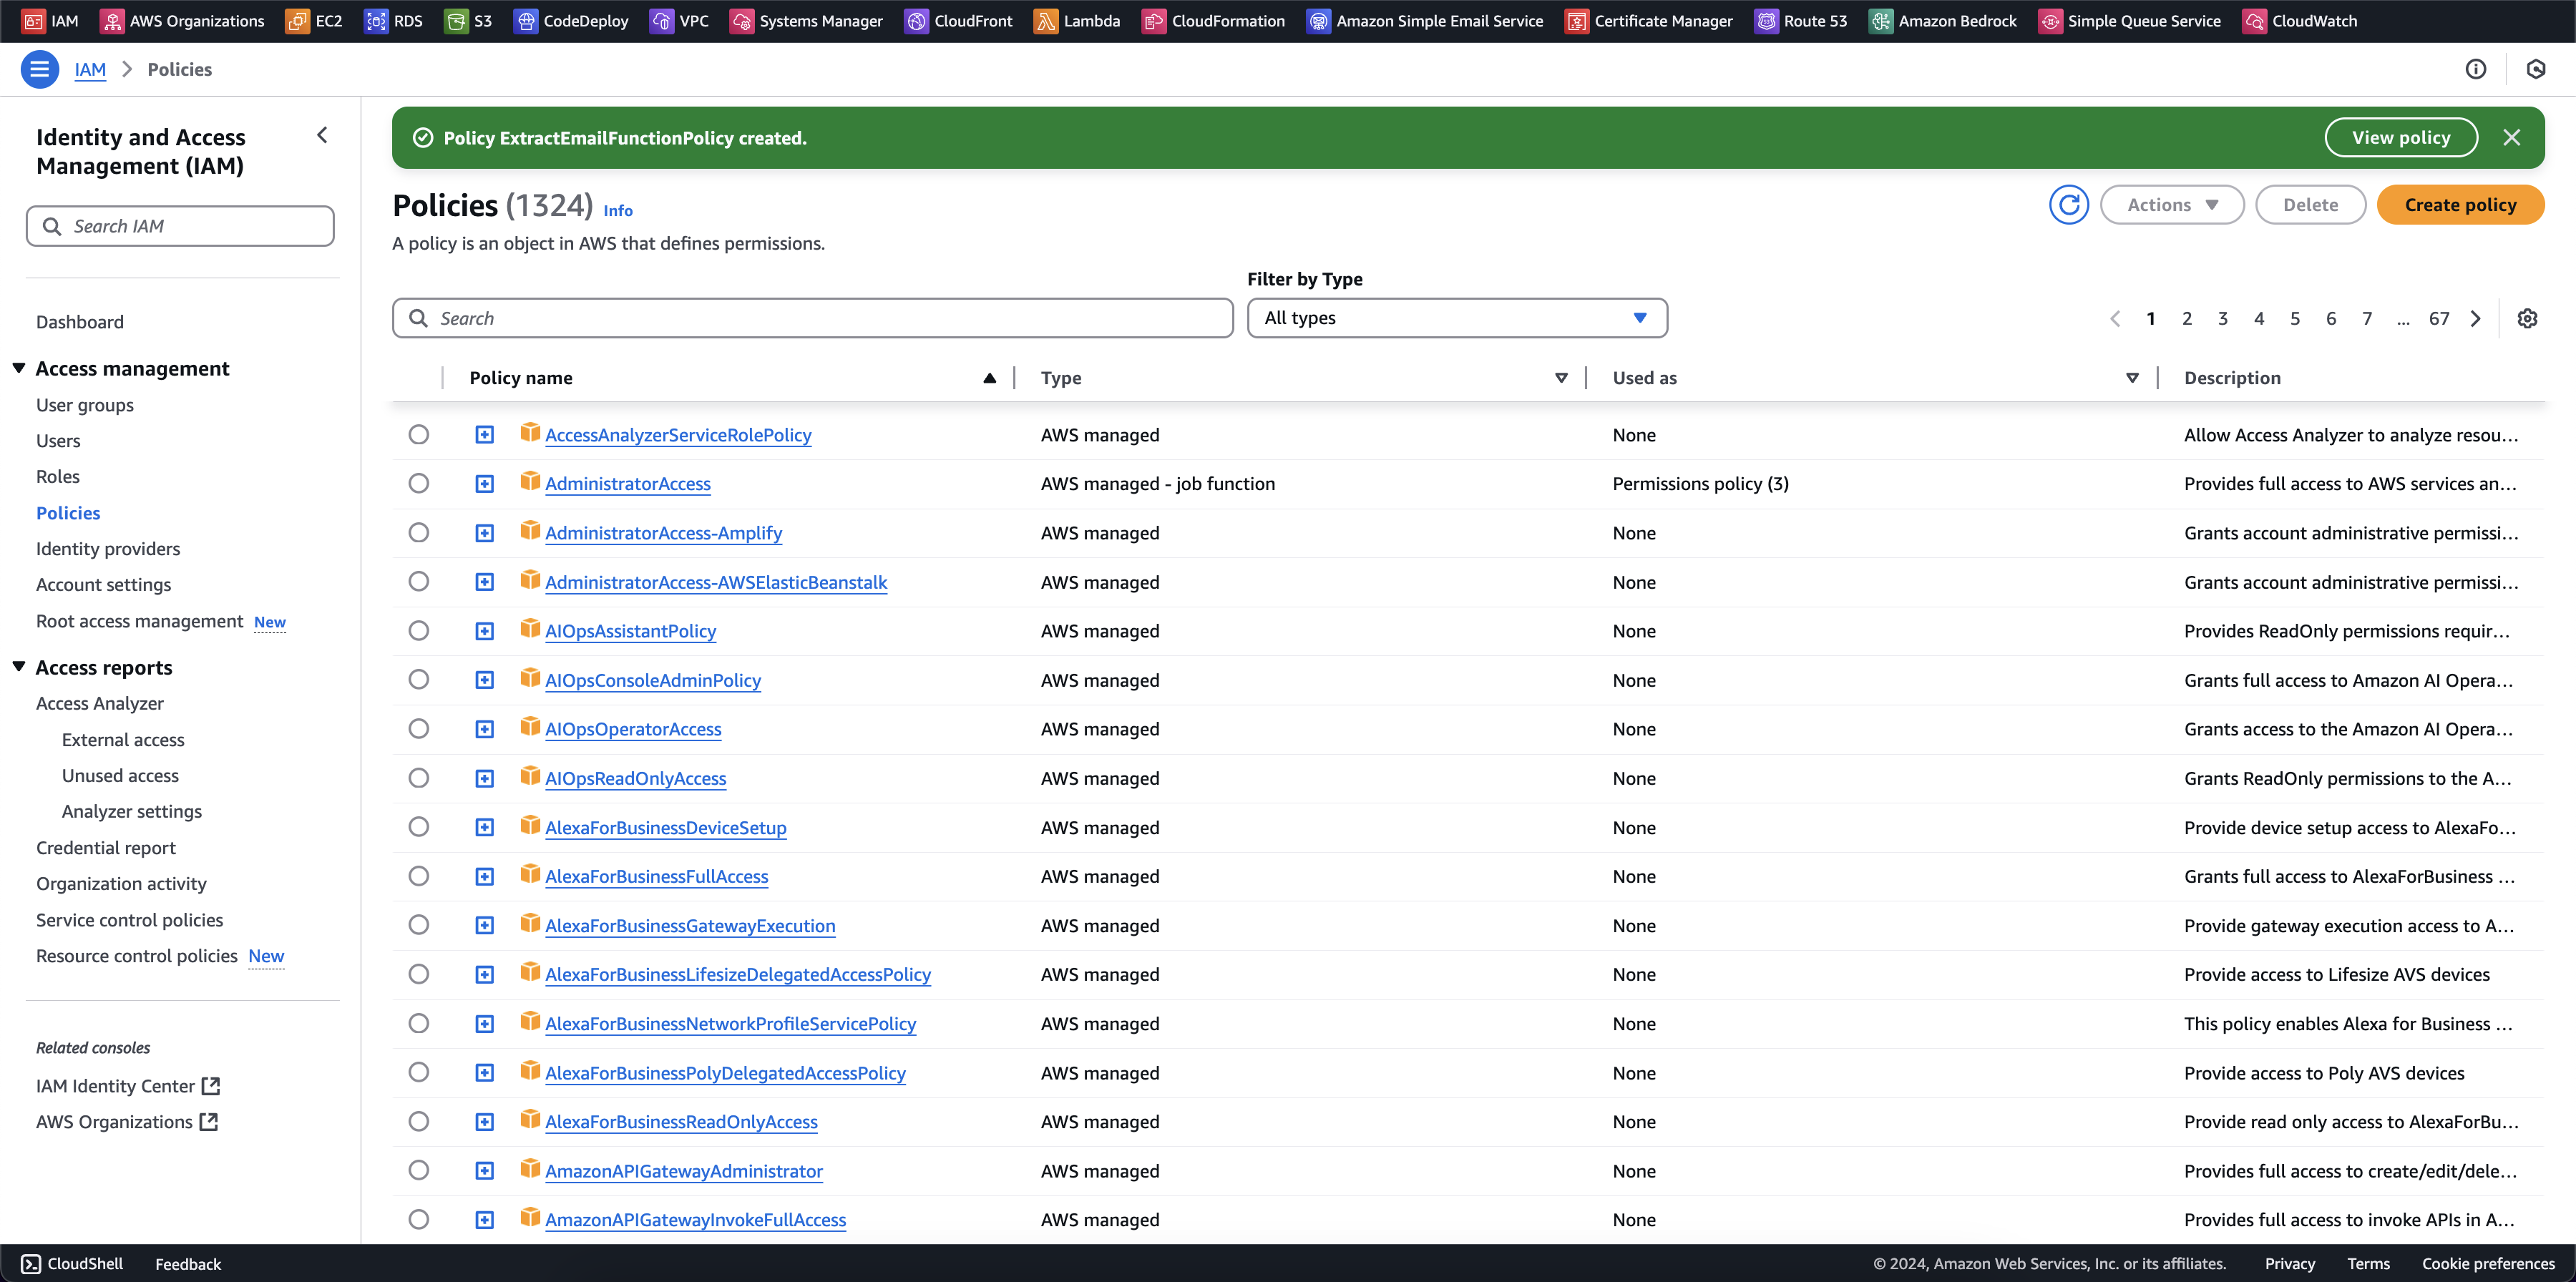 IAM AWS Organizations EC2 RDS S3 CodeDeploy VPC Systems Manager CloudFront Lambda CloudFormation Amazon Simple Email Service Certificate Manager Route 53 Amazon Bedrock Simple Queue Service CloudWatch
IAM Policies
Identity and Access
Management (IAM)
Search IAM
Dashboard
Access management
User groups
Users
Roles
Policies
Identity providers
Account settings
Root access management New
Access reports
Access Analyzer
External access
Unused access
Analyzer settings
Credential report
Organization activity
Service control policies
Resource control policies New
Related consoles
IAM Identity Center
AWS Organizations
Policy ExtractEmailFunctionPolicy created. View policy
Policies (1324) Info Actions Delete Create policy
A policy is an object in AWS that defines permissions.
Filter by Type
Search All types 1 2 3 4 5 6 7 ... 67
Policy name Type Used as Description
AccessAnalyzerServiceRolePolicy AWS managed None Allow Access Analyzer to analyze resou...
AdministratorAccess AWS managed - job function Permissions policy (3) Provides full access to AWS services an...
AdministratorAccess-Amplify AWS managed None Grants account administrative permissi...
AdministratorAccess-AWSElasticBeanstalk AWS managed None Grants account administrative permissi...
AIOpsAssistantPolicy AWS managed None Provides ReadOnly permissions requir...
AIOpsConsoleAdminPolicy AWS managed None Grants full access to Amazon AI Opera...
AIOpsOperatorAccess AWS managed None Grants access to the Amazon AI Opera...
AIOpsReadOnlyAccess AWS managed None Grants ReadOnly permissions to the A...
AlexaForBusinessDeviceSetup AWS managed None Provide device setup access to AlexaFo...
AlexaForBusinessFullAccess AWS managed None Grants full access to AlexaForBusiness ...
AlexaForBusinessGatewayExecution AWS managed None Provide gateway execution access to A...
AlexaForBusinessLifesizeDelegatedAccessPolicy AWS managed None Provide access to Lifesize AVS devices
AlexaForBusinessNetworkProfileServicePolicy AWS managed None This policy enables Alexa for Business ...
AlexaForBusinessPolyDelegatedAccessPolicy AWS managed None Provide access to Poly AVS devices
AlexaForBusinessReadOnlyAccess AWS managed None Provide read only access to AlexaForBu...
AmazonAPIGatewayAdministrator AWS managed None Provides full access to create/edit/dele...
AmazonAPIGatewayInvokeFullAccess AWS managed None Provides full access to invoke APIs in A...
CloudShell Feedback © 2024, Amazon Web Services, Inc. or its affiliates. Privacy Terms Cookie preferences